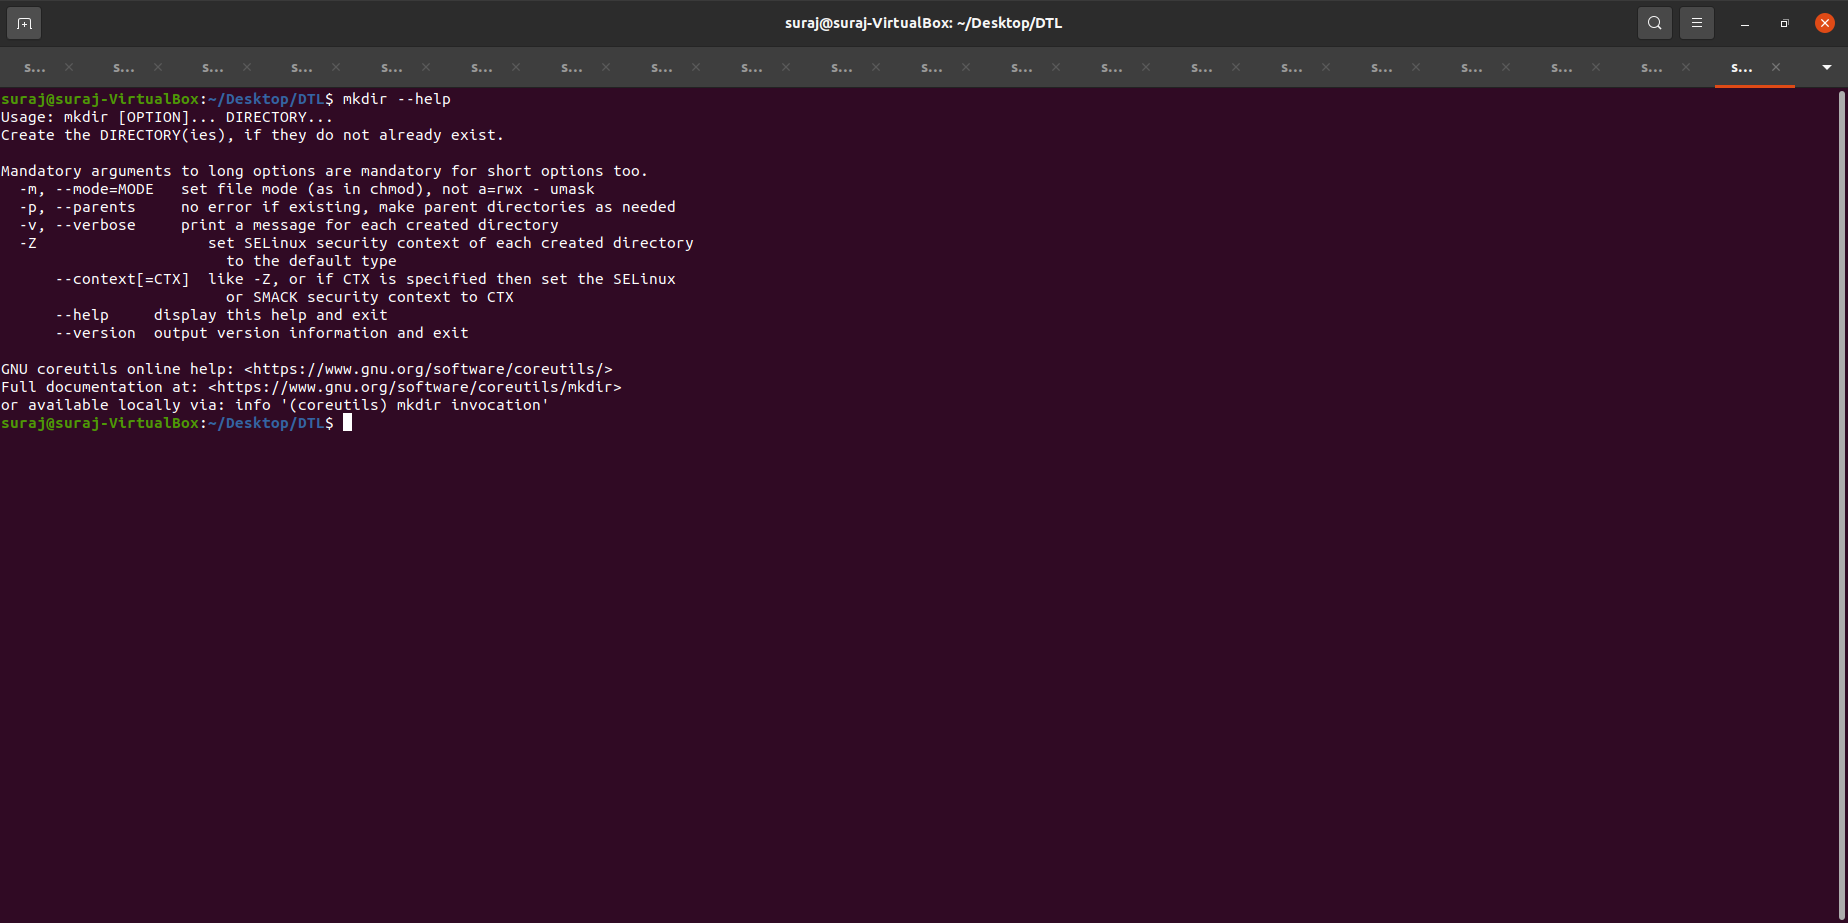 suraj@suraj-VirtualBox: ~/Desktop/DTL
s... s... s... s... s... s... s... s... s... s... s... s... s... s... s... s... s... s... s... s...
suraj@suraj-VirtualBox:~/Desktop/DTL$ mkdir --help
Usage: mkdir [OPTION]... DIRECTORY...
Create the DIRECTORY(ies), if they do not already exist.

Mandatory arguments to long options are mandatory for short options too.
  -m, --mode=MODE   set file mode (as in chmod), not a=rwx - umask
  -p, --parents     no error if existing, make parent directories as needed
  -v, --verbose     print a message for each created directory
  -Z                   set SELinux security context of each created directory
                         to the default type
      --context[=CTX]  like -Z, or if CTX is specified then set the SELinux
                         or SMACK security context to CTX
      --help     display this help and exit
      --version  output version information and exit

GNU coreutils online help: <https://www.gnu.org/software/coreutils/>
Full documentation at: <https://www.gnu.org/software/coreutils/mkdir>
or available locally via: info '(coreutils) mkdir invocation'
suraj@suraj-VirtualBox:~/Desktop/DTL$